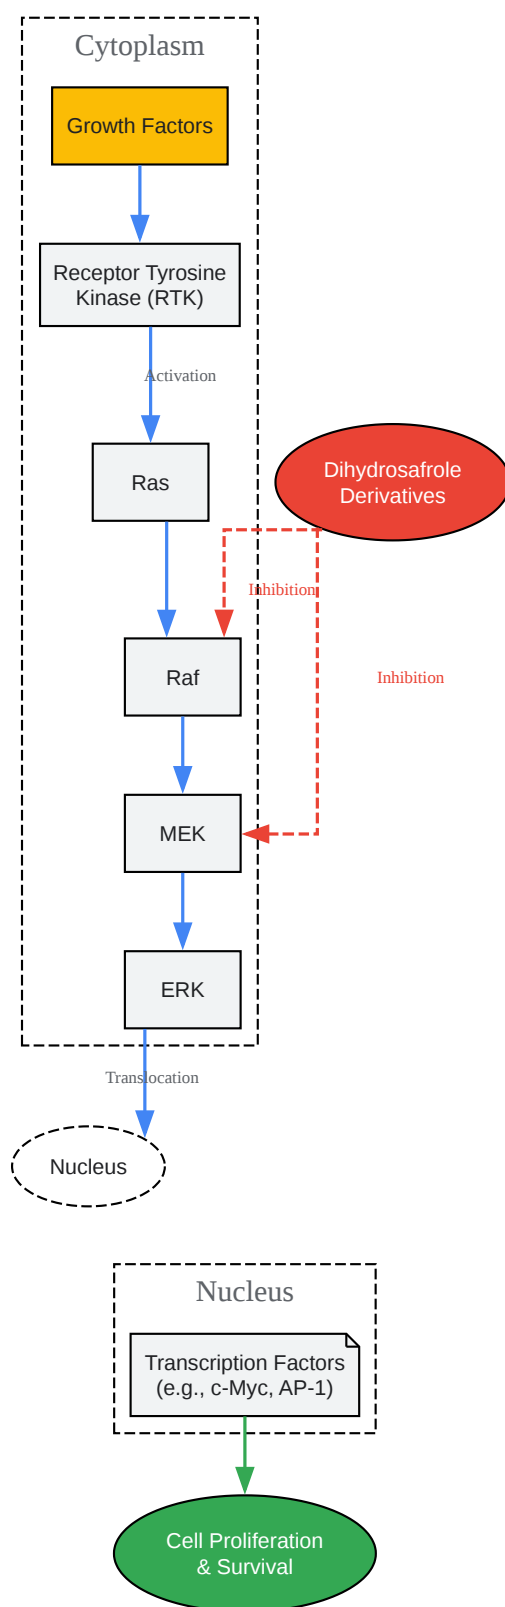 Cytoplasm
Growth Factors
Receptor Tyrosine
Kinase (RTK)
Activation
Ras
Dihydrosafrole
Derivatives
Inhibition
Raf
Inhibition
MEK
ERK
Translocation
Nucleus
Nucleus
Transcription Factors
(e.g., c-Myc, AP-1)
Cell Proliferation
& Survival